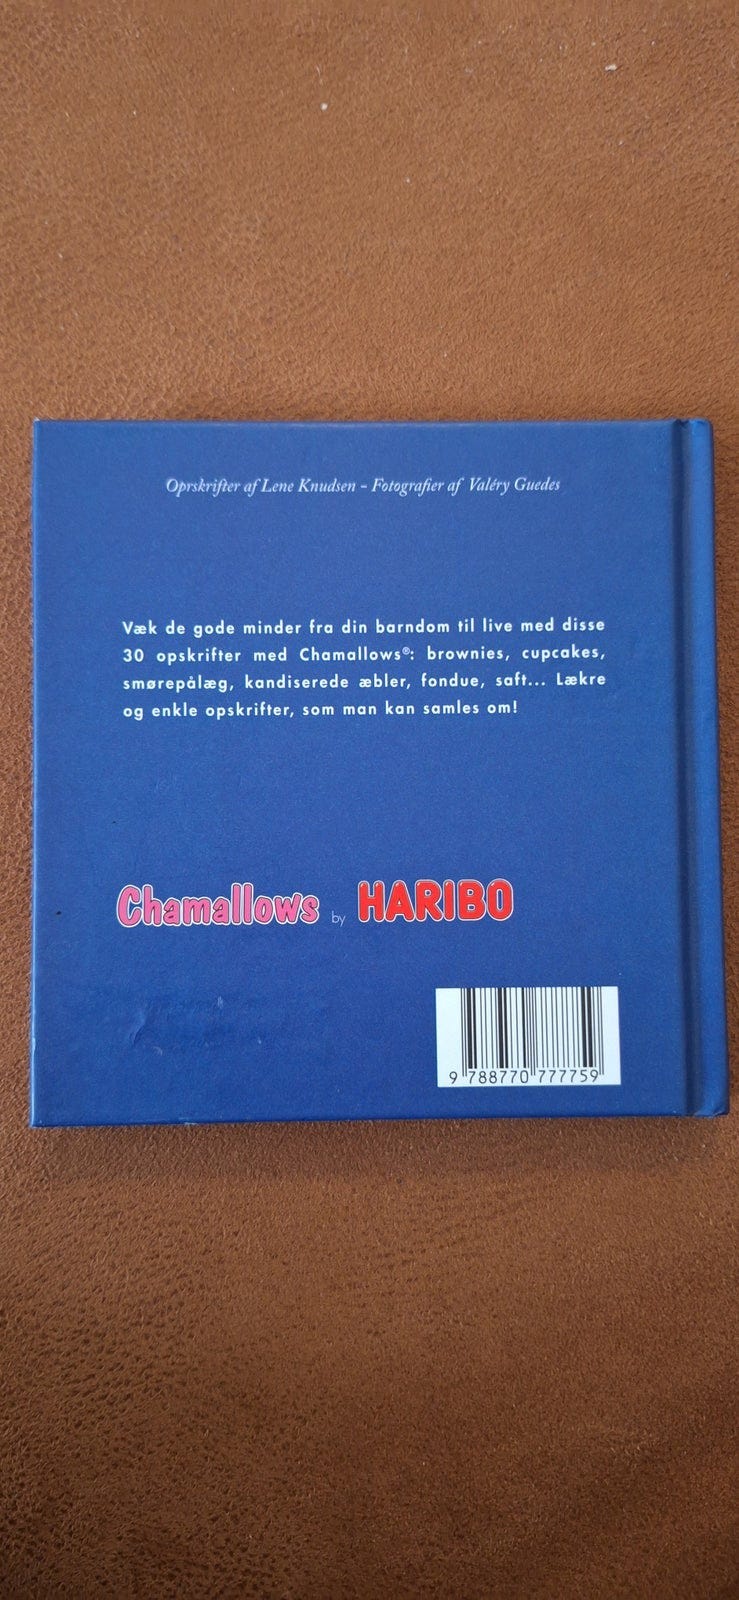 Oprskrifter af Lene Knudsen - Fotografier af Valéry Guedes
Væk de gode minder fra din barndom til live med disse
30 opskrifter med Chamallows®: brownies, cupcakes,
smørepålæg, kandiserede æbler, fondue, saft... Lækre
og enkle opskrifter, som man kan samles om!
Chamallows by HARIBO
9 788770 777759